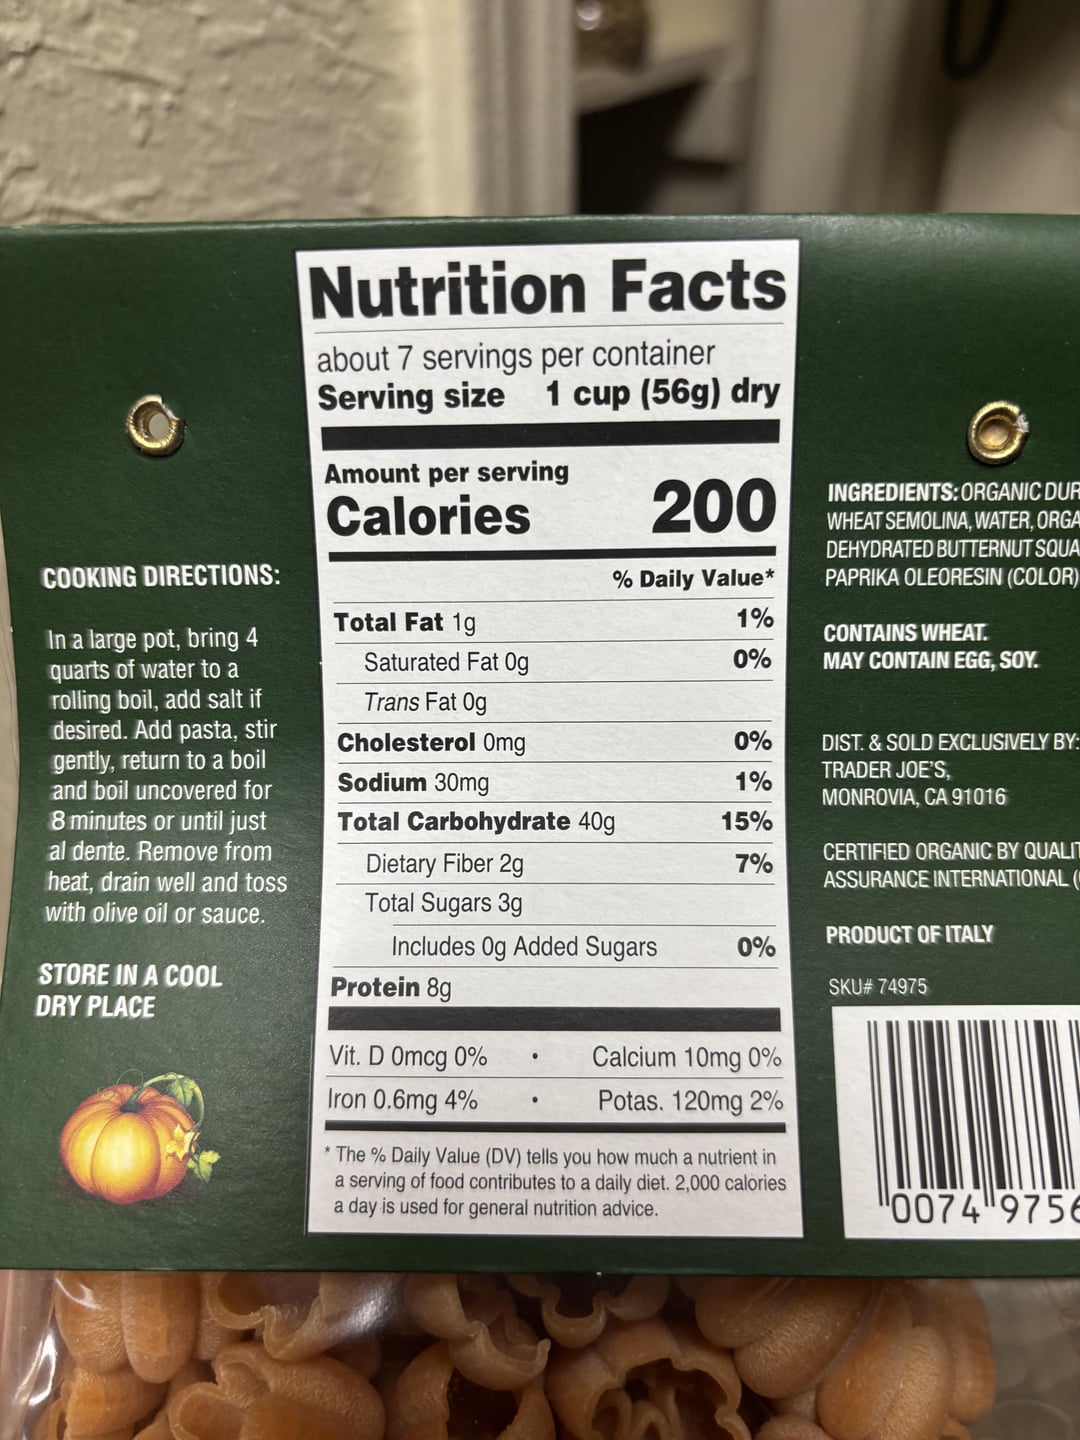 Nutrition Facts
about 7 servings per container
Serving size 1 cup (56g) dry
Amount per serving
Calories 200
% Daily Value*
Total Fat 1g 1%
Saturated Fat 0g 0%
Trans Fat 0g
Cholesterol 0mg 0%
Sodium 30mg 1%
Total Carbohydrate 40g 15%
Dietary Fiber 2g 7%
Total Sugars 3g
Includes 0g Added Sugars 0%
Protein 8g
Vit. D 0mcg 0% • Calcium 10mg 0%
Iron 0.6mg 4% • Potas. 120mg 2%
* The % Daily Value (DV) tells you how much a nutrient in
a serving of food contributes to a daily diet. 2,000 calories
a day is used for general nutrition advice.
COOKING DIRECTIONS:
In a large pot, bring 4
quarts of water to a
rolling boil, add salt if
desired. Add pasta, stir
gently, return to a boil
and boil uncovered for
8 minutes or until just
al dente. Remove from
heat, drain well and toss
with olive oil or sauce.
STORE IN A COOL
DRY PLACE
INGREDIENTS: ORGANIC
WHEAT SEMOLINA, WATER,
DEHYDRATED BUTTERNUT
PAPRIKA OLEORESIN (COLOR)
CONTAINS WHEAT.
MAY CONTAIN EGG, SOY.
DIST. & SOLD EXCLUSIVELY BY:
TRADER JOE'S,
MONROVIA, CA 91016
CERTIFIED ORGANIC BY
ASSURANCE INTERNATIONAL
PRODUCT OF ITALY
SKU# 74975
0074 9756